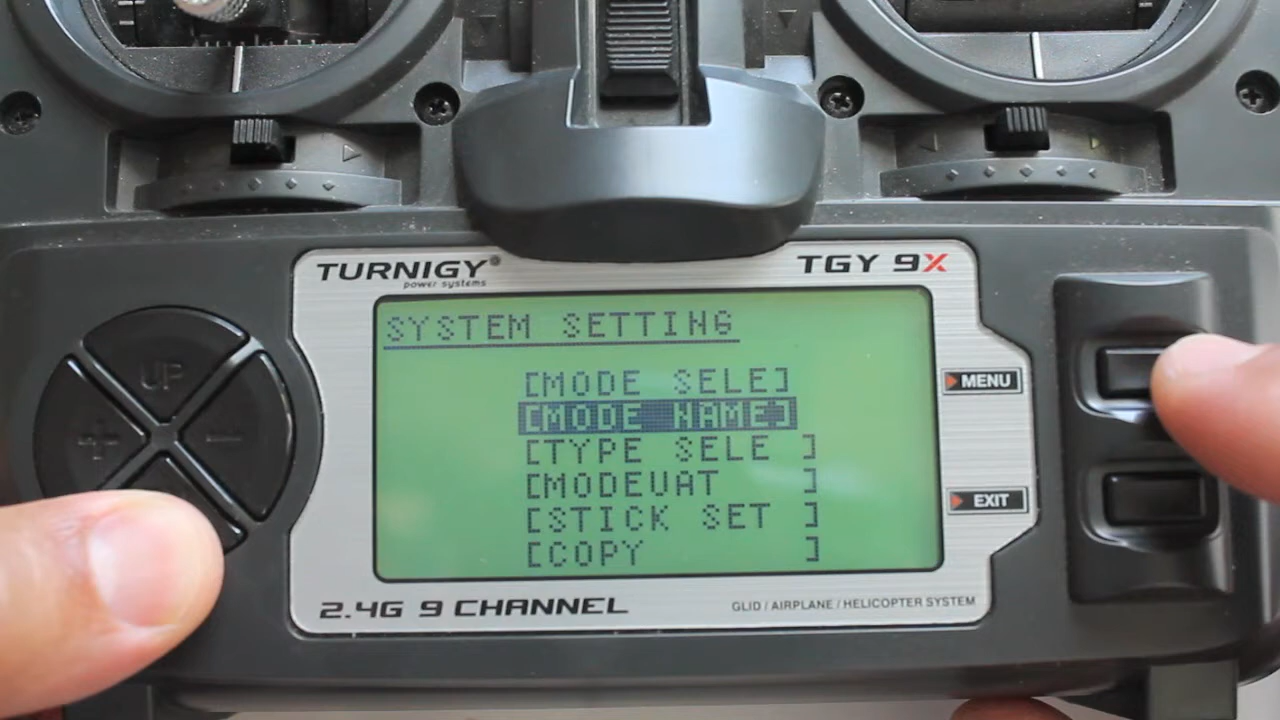 TURNIGY®
power systems
TGY 9X
SYSTEM SETTING
[MODE SELE]
[MODE NAME]
[TYPE SELE ]
[MODEVAT ]
[STICK SET ]
[COPY ]
UP
+
—
MENU
EXIT
2.4G 9 CHANNEL
GLID / AIRPLANE / HELICOPTER SYSTEM